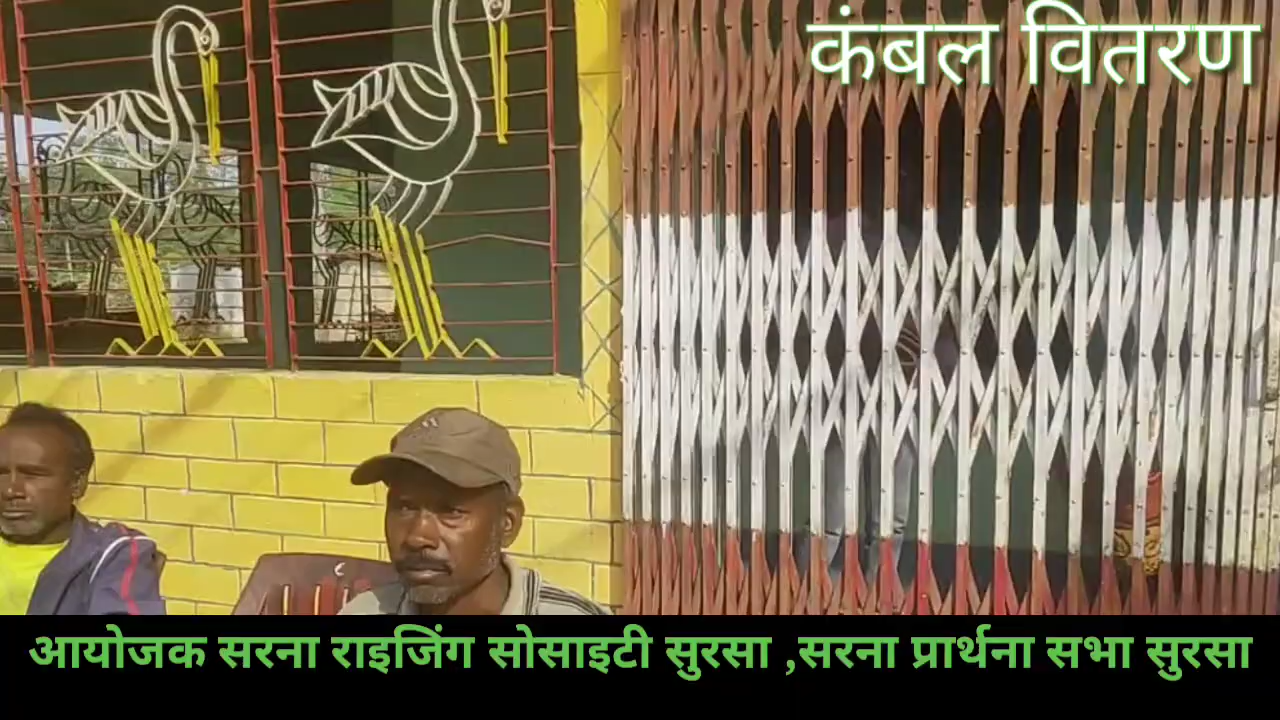 कंबल वितरण
आयोजक सरना राइजिंग सोसाइटी सुरसा ,सरना प्रार्थना सभा सुरसा